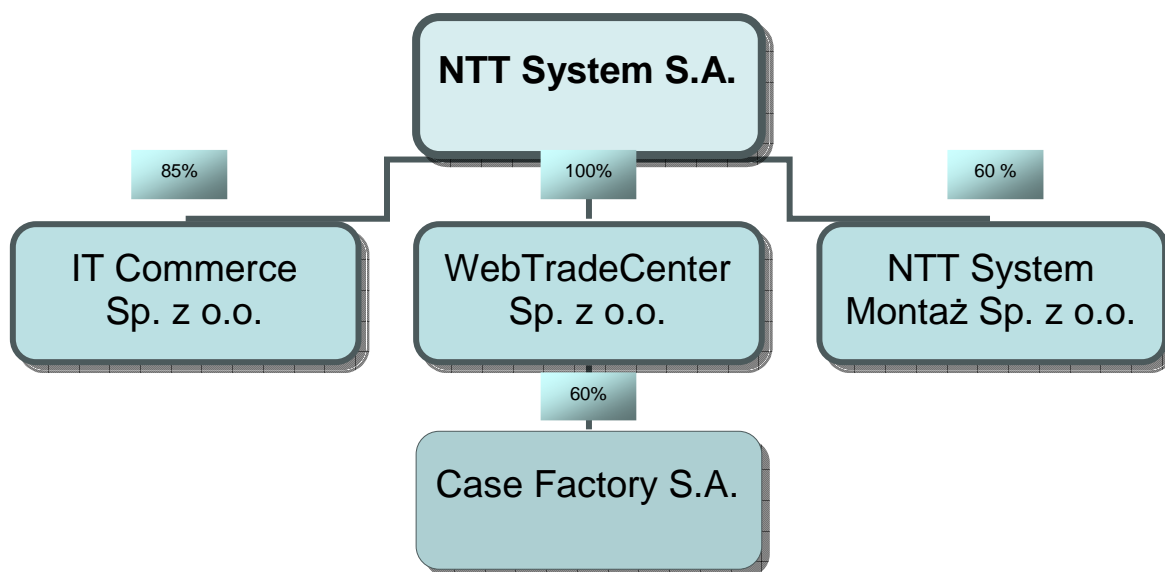 NTT System S.A.
85%
100%
60 %
IT Commerce
Sp. z o.o.
WebTradeCenter
Sp. z o.o.
NTT System
Montaż Sp. z o.o.
60%
Case Factory S.A.